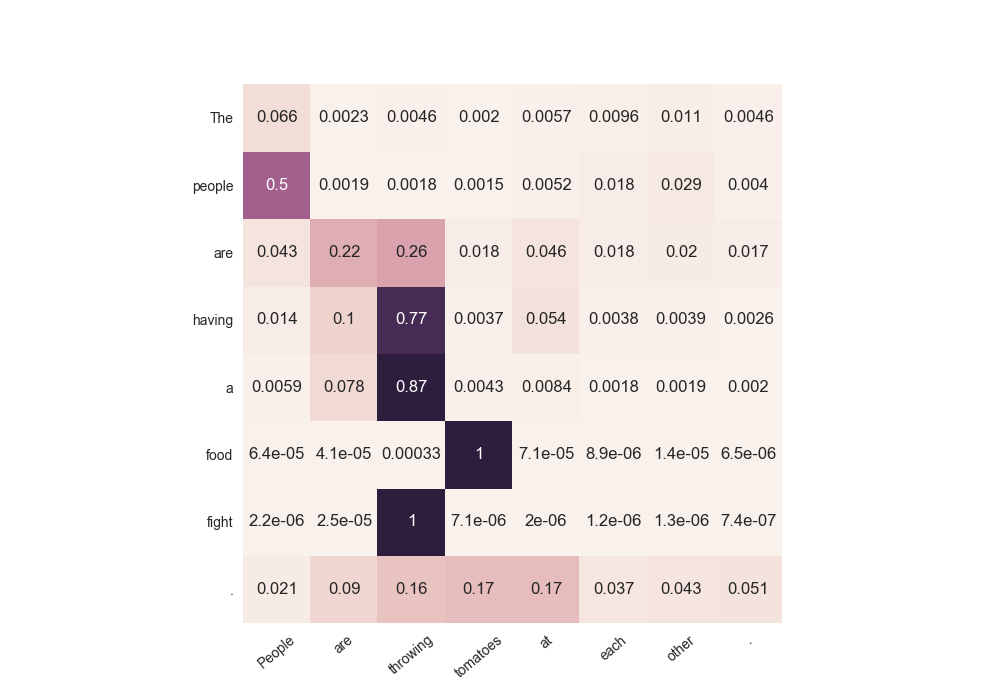 The 0.066 0.0023 0.0046 0.002 0.0057 0.0096 0.011 0.0046
people 0.5 0.0019 0.0018 0.0015 0.0052 0.018 0.029 0.004
are 0.043 0.22 0.26 0.018 0.046 0.018 0.02 0.017
having 0.014 0.1 0.77 0.0037 0.054 0.0038 0.0039 0.0026
a 0.0059 0.078 0.87 0.0043 0.0084 0.0018 0.0019 0.002
food 6.4e-05 4.1e-05 0.00033 1 7.1e-05 8.9e-06 1.4e-05 6.5e-06
fight 2.2e-06 2.5e-05 1 7.1e-06 2e-06 1.2e-06 1.3e-06 7.4e-07
. 0.021 0.09 0.16 0.17 0.17 0.037 0.043 0.051
People are throwing tomatoes at each other .